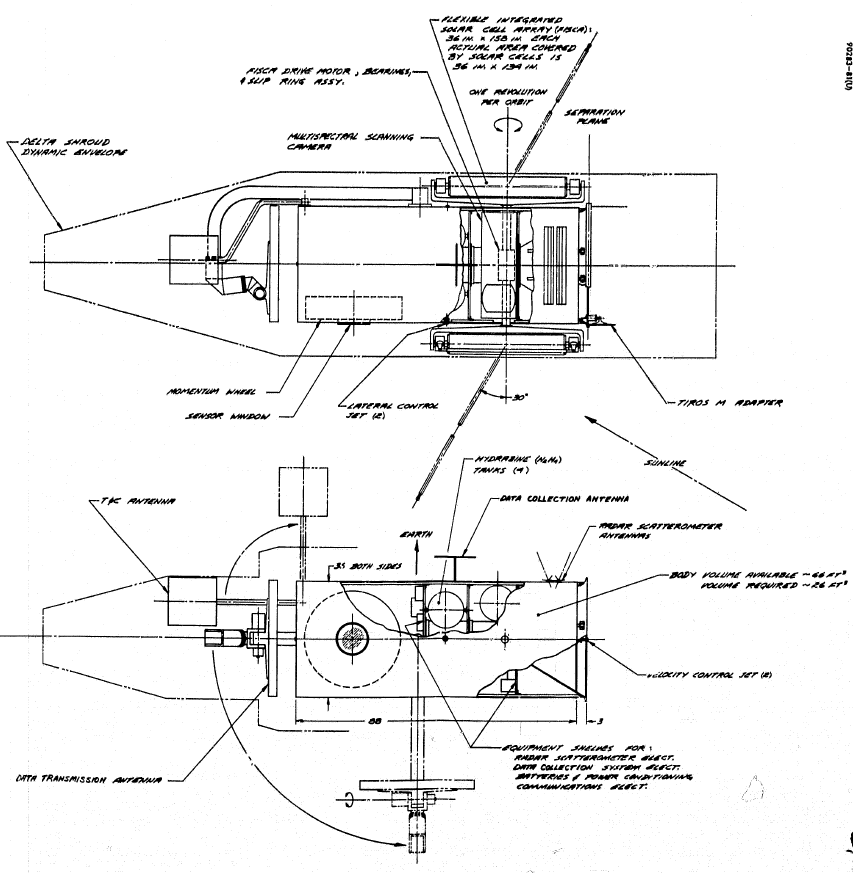 FLEXIBLE INTEGRATED
SOLAR CELL ARRAY (FISCA):
36 IN. X 158 IN. EACH
ACTUAL AREA COVERED
BY SOLAR CELLS IS
36 IN. X 134 IN.
90283-81(U)
FISCA DRIVE MOTOR, BEARINGS,
& SLIP RING ASSY.
ONE REVOLUTION
PER ORBIT
SEPARATION
PLANE
MULTISPECTRAL SCANNING
CAMERA
DELTA SHROUD
DYNAMIC ENVELOPE
MOMENTUM WHEEL
SENSOR WINDOW
LATERAL CONTROL
JET (2)
30°
TIROS M ADAPTER
SUNLINE
HYDRAZINE (N2H4)
TANKS (4)
T&C ANTENNA
DATA COLLECTION ANTENNA
EARTH
RADAR SCATTEROMETER
ANTENNAS
35 BOTH SIDES
BODY VOLUME AVAILABLE ~ 66 FT³
VOLUME REQUIRED ~ 26 FT³
VELOCITY CONTROL JET (2)
88
3
EQUIPMENT SHELVES FOR:
RADAR SCATTEROMETER ELECT.
DATA COLLECTION SYSTEM ELECT.
BATTERIES & POWER CONDITIONING
COMMUNICATIONS ELECT.
DATA TRANSMISSION ANTENNA